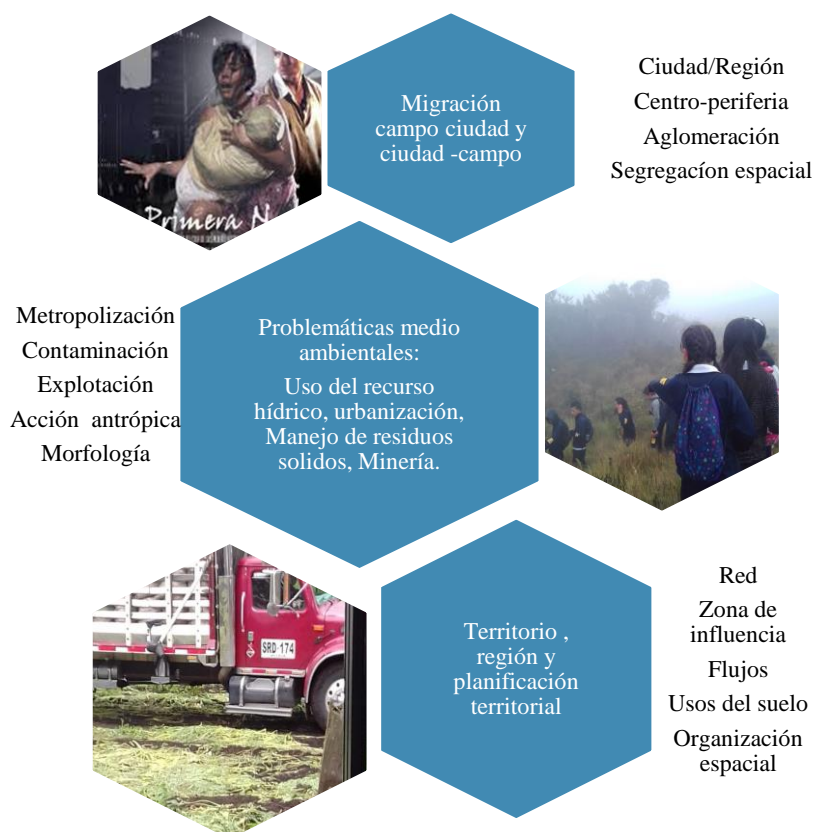 Migración
campo ciudad y
ciudad -campo
Ciudad/Región
Centro-periferia
Aglomeración
Segregacíon espacial
Primera N
Metropolización
Contaminación
Explotación
Acción antrópica
Morfología
Problemáticas medio
ambientales:
Uso del recurso
hídrico, urbanización,
Manejo de residuos
solidos, Minería.
SRD-174
Territorio ,
región y
planificación
territorial
Red
Zona de
influencia
Flujos
Usos del suelo
Organización
espacial